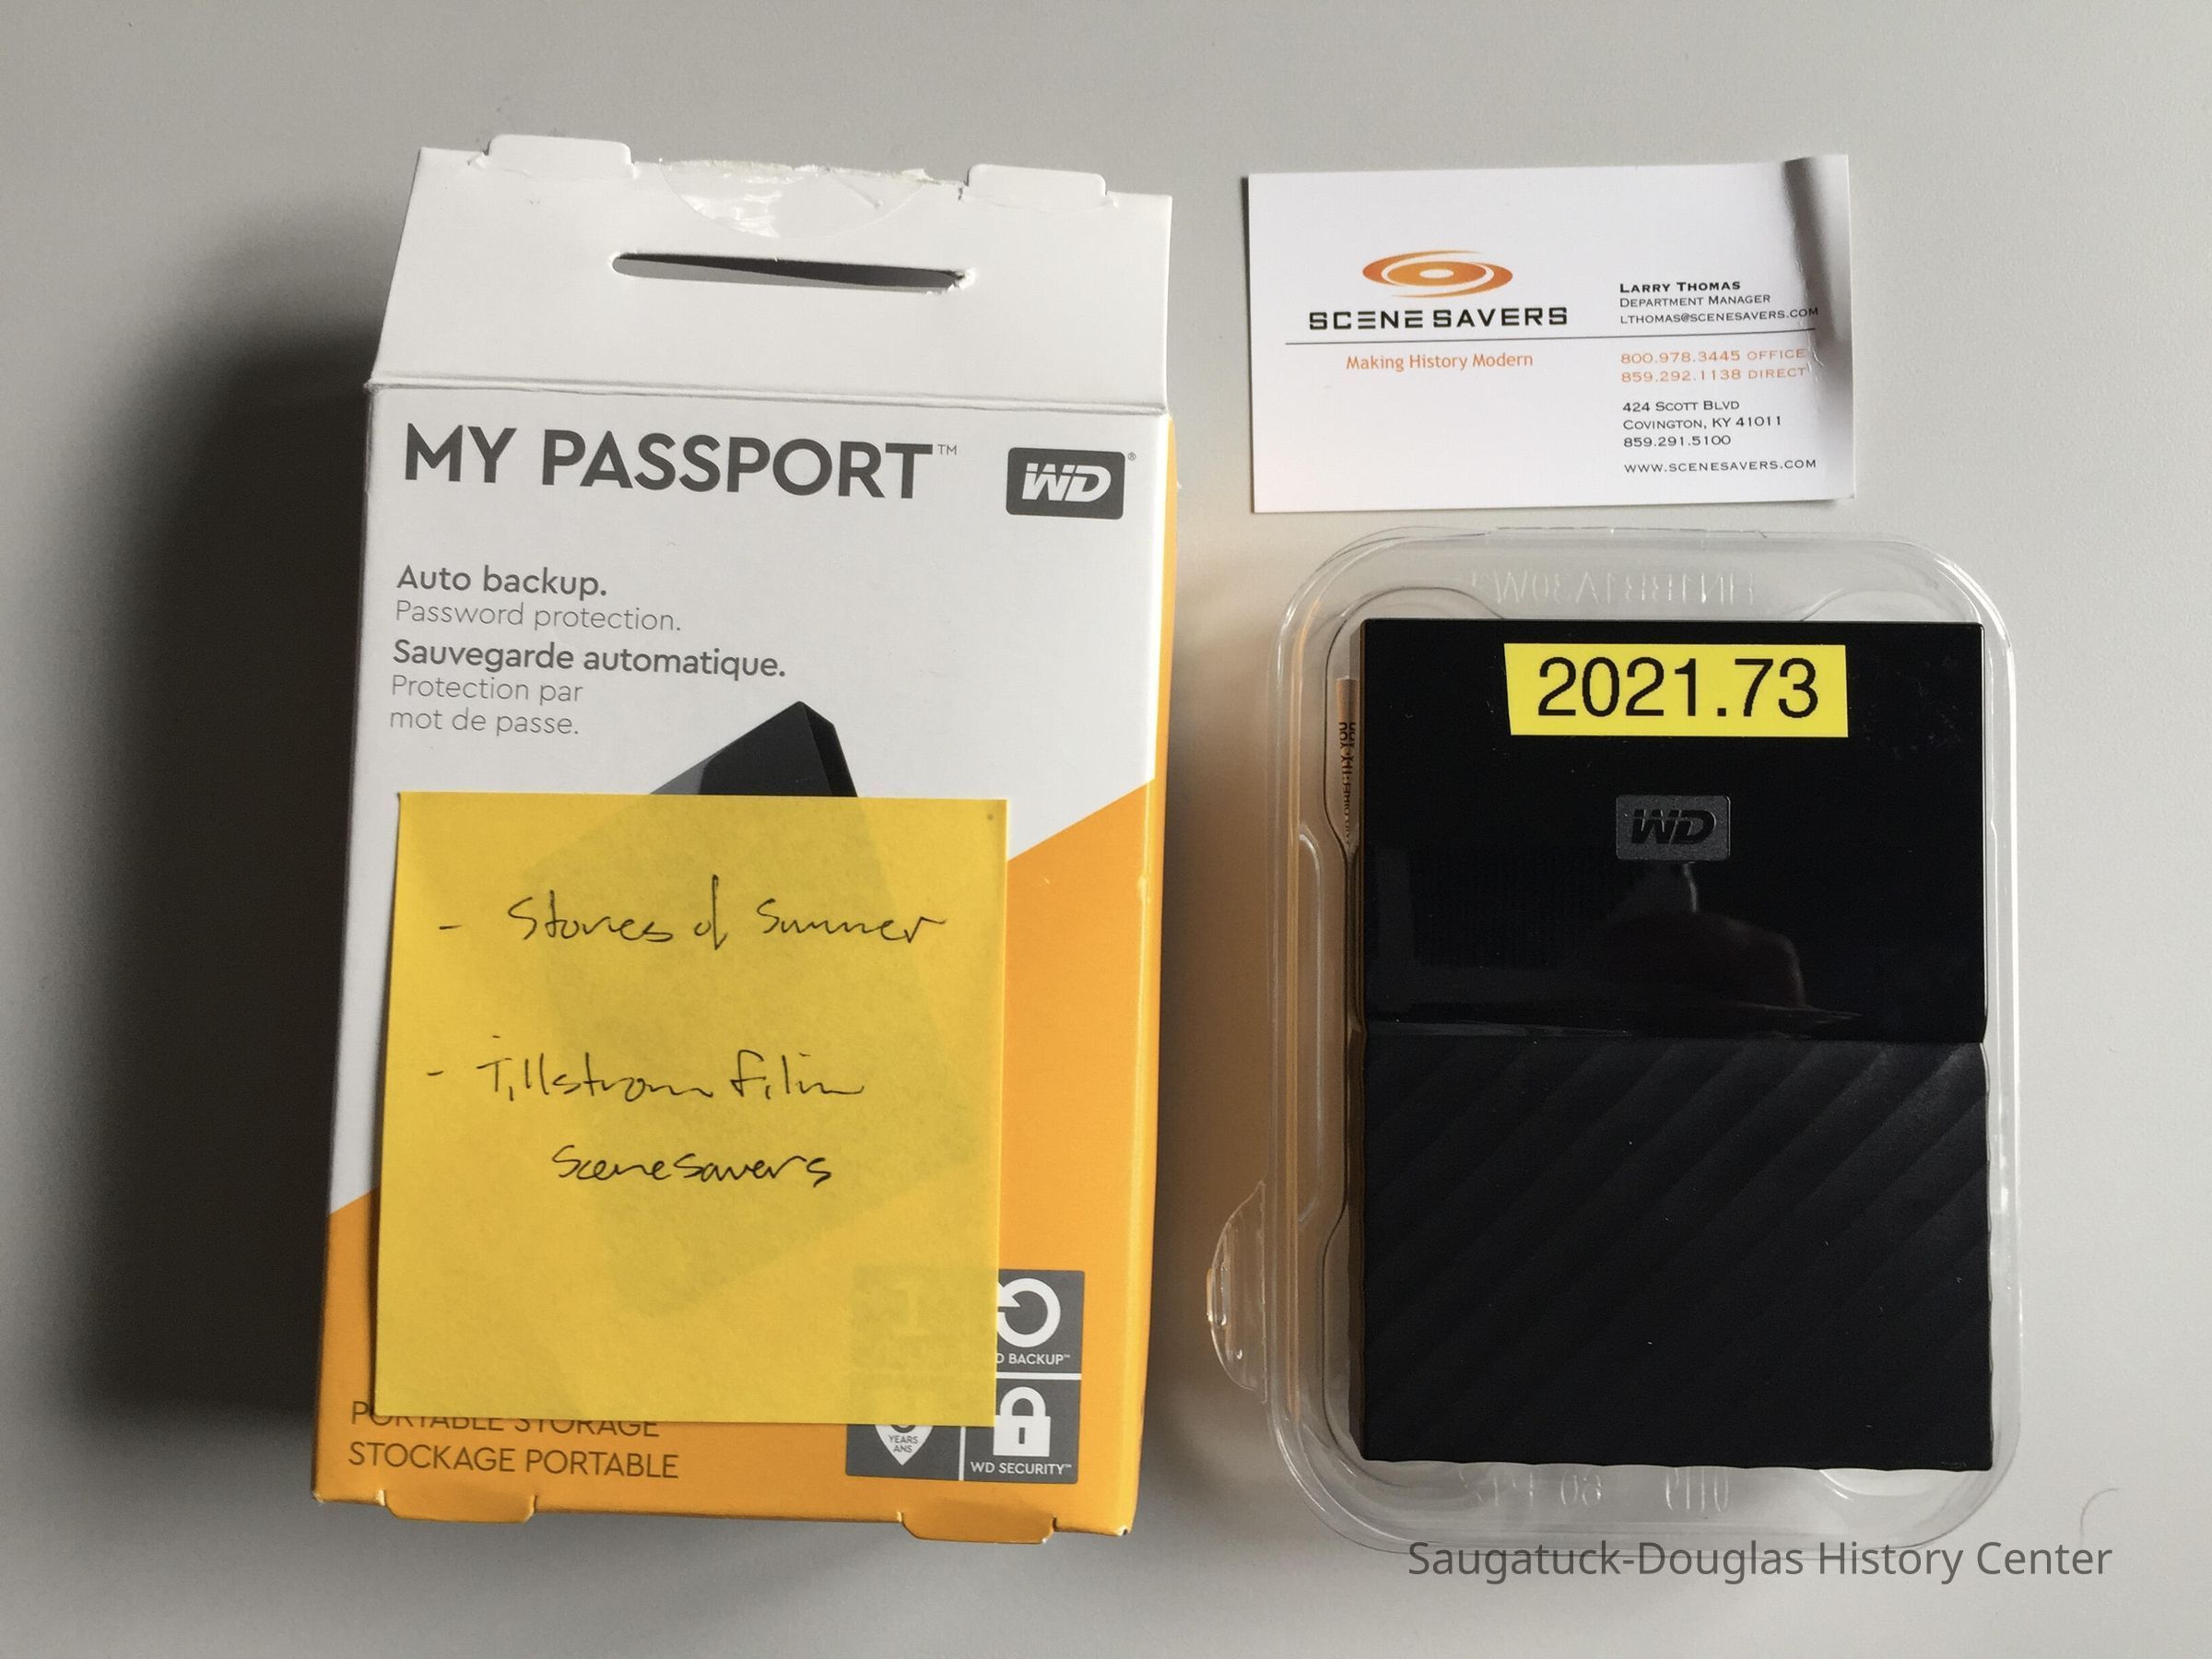 MY PASSPORT™
WD®
Auto backup.
Password protection.
Sauvegarde automatique.
Protection par
mot de passe.
- Stories of Summer
- Tillstrom film
SceneSavers
D BACKUP™
YEARS
ANS
WD SECURITY™
PORTABLE STORAGE
STOCKAGE PORTABLE
SCENE SAVERS
Making History Modern
LARRY THOMAS
DEPARTMENT MANAGER
LTHOMAS@SCENESAVERS.COM
800.978.3445 OFFICE
859.292.1138 DIRECT
424 SCOTT BLVD
COVINGTON, KY 41011
859.291.5100
WWW.SCENESAVERS.COM
2021.73
WD
Saugatuck-Douglas History Center